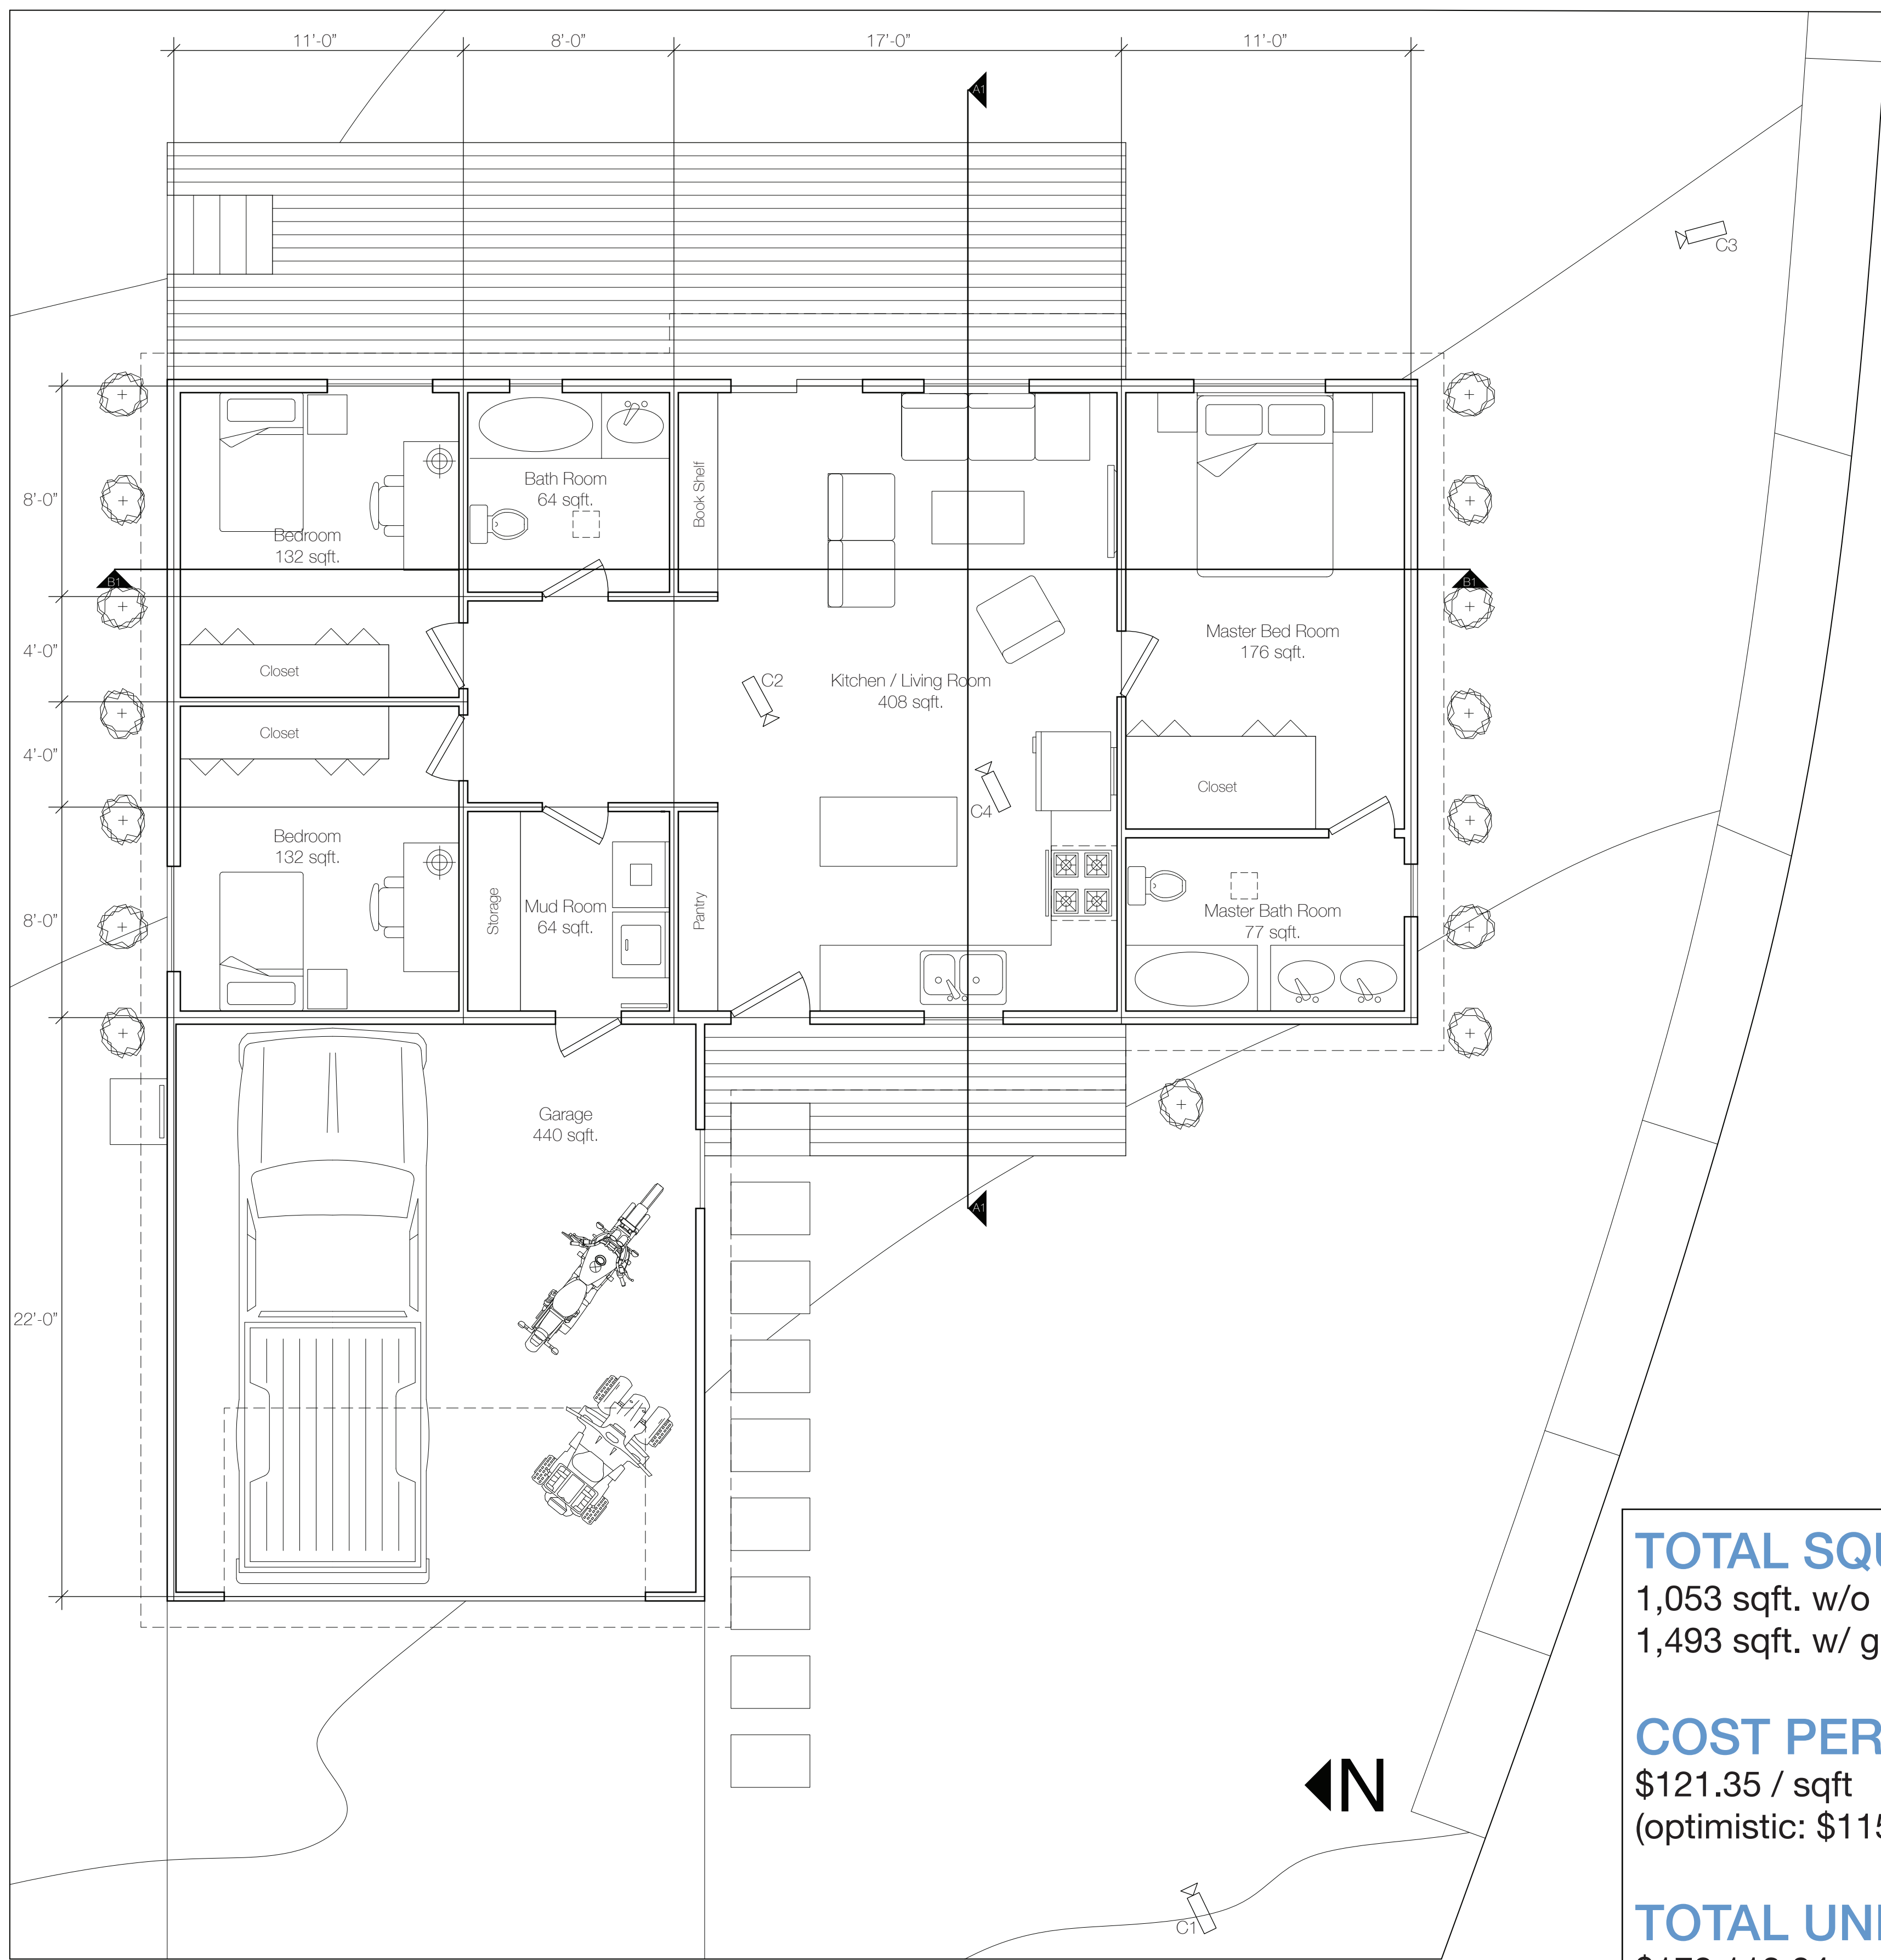 11'-0"
8'-0"
17'-0"
11'-0"
A1
C3
8'-0"
Bedroom
132 sqft.
Bath Room
64 sqft.
Book Shelf
B1
B1
4'-0"
Closet
C2
Kitchen / Living Room
408 sqft.
Master Bed Room
176 sqft.
4'-0"
Closet
C4
Closet
8'-0"
Bedroom
132 sqft.
Storage
Mud Room
64 sqft.
Pantry
Master Bath Room
77 sqft.
Garage
440 sqft.
A1
22'-0"
N
C1
TOTAL
1,053 sqft. w/o
1,493 sqft. w/
COST PER
$121.35 / sqft
(optimistic:
TOTAL